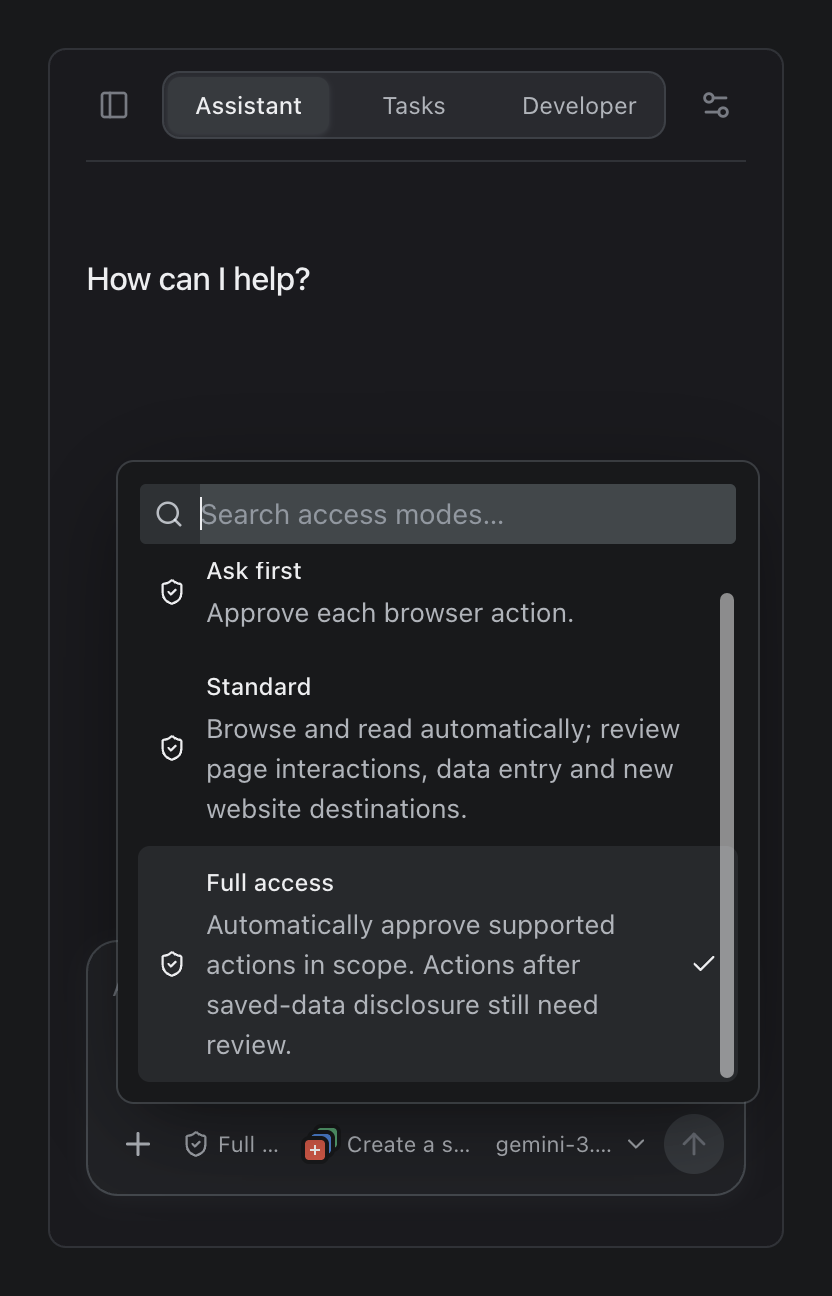 Assistant
Tasks
Developer
How can I help?
Search access modes...
Ask first
Approve each browser action.
Standard
Browse and read automatically; review
page interactions, data entry and new
website destinations.
Full access
Automatically approve supported
actions in scope. Actions after
saved-data disclosure still need
review.
Full ...
Create a s...
gemini-3....